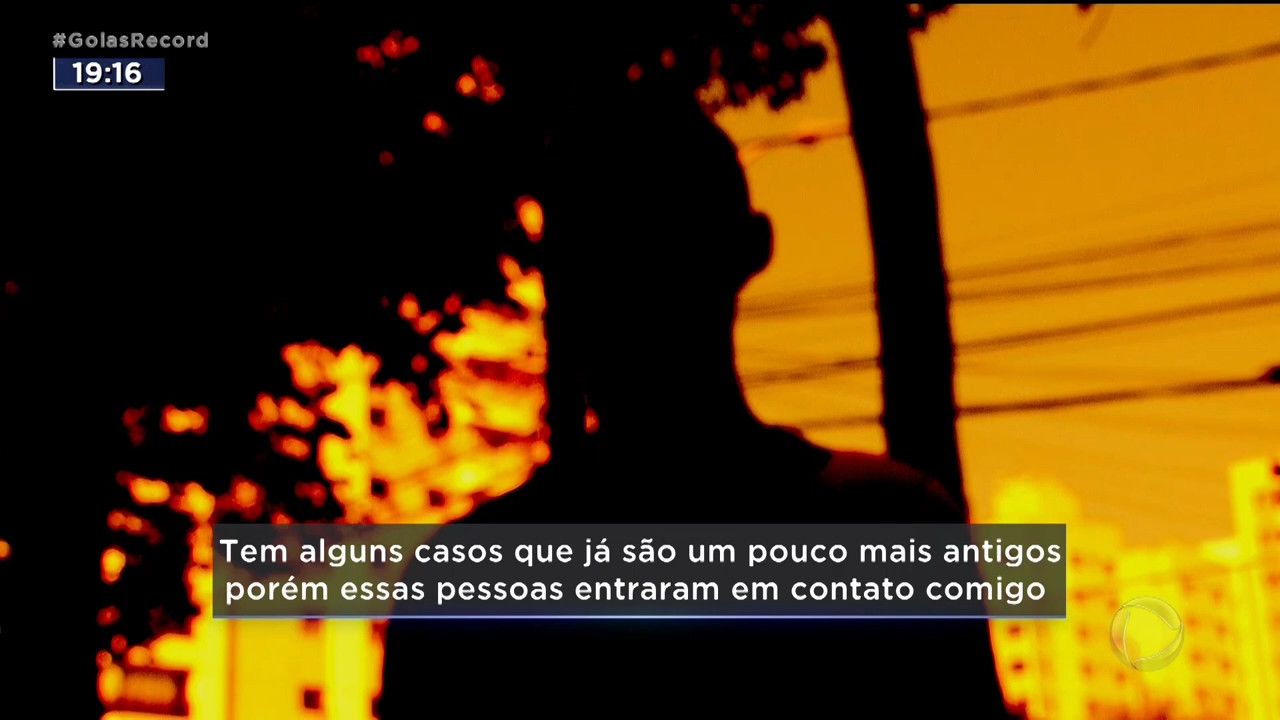 #GolasRecord
19:16
Tem alguns casos que já são um pouco mais antigos
porém essas pessoas entraram em contato comigo